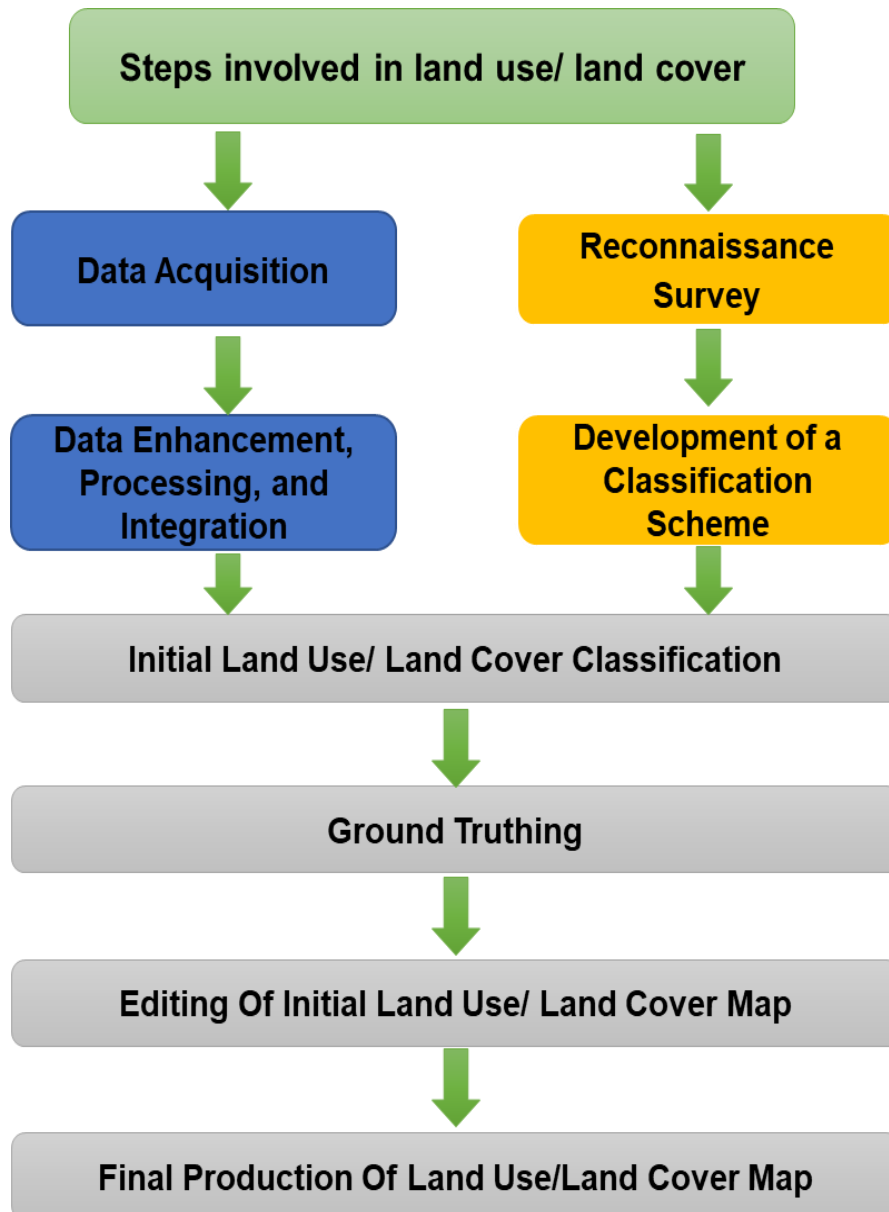 Steps involved in land use/ land cover
Data Acquisition
Reconnaissance
Survey
Data Enhancement,
Processing, and
Integration
Development of a
Classification
Scheme
Initial Land Use/ Land Cover Classification
Ground Truthing
Editing Of Initial Land Use/ Land Cover Map
Final Production Of Land Use/Land Cover Map